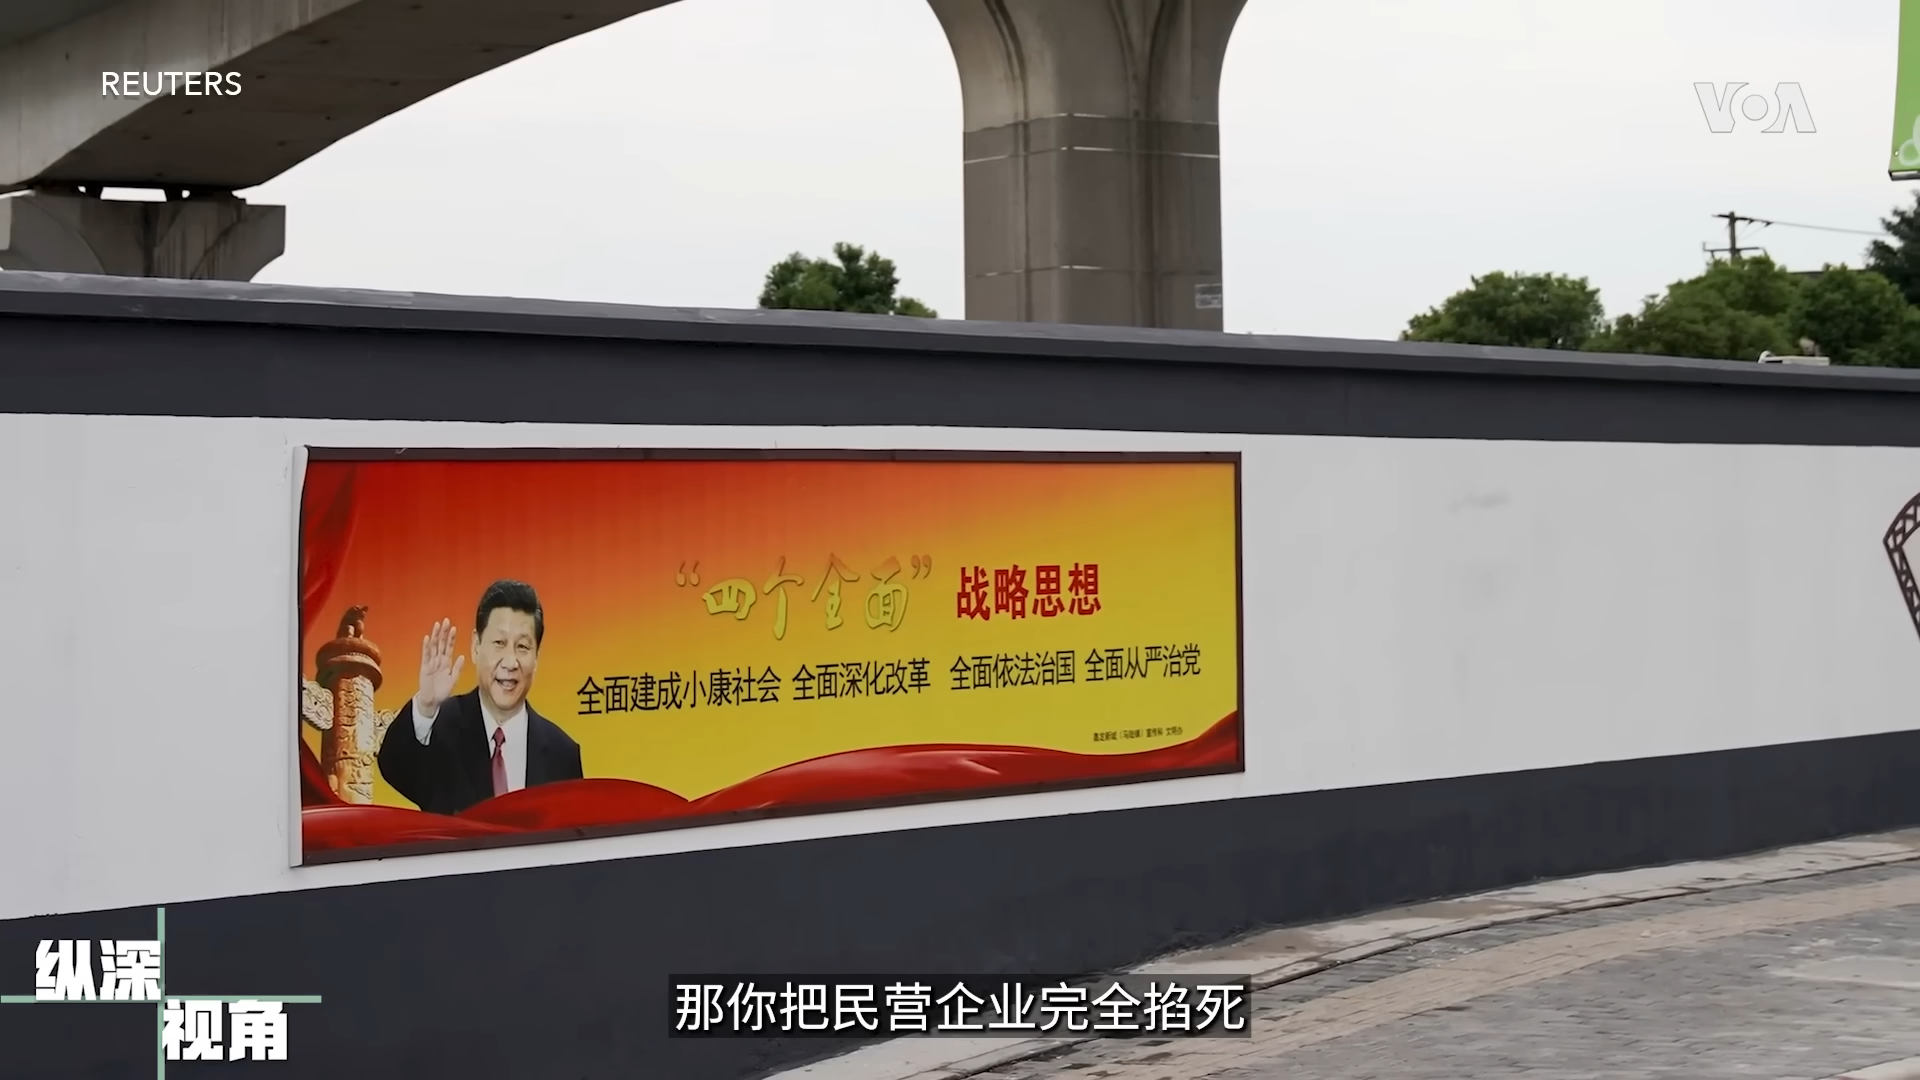 REUTERS
VOA
“四个全面” 战略思想
全面建成小康社会 全面深化改革 全面依法治国 全面从严治党
纵深
视角
那你把民营企业完全掐死